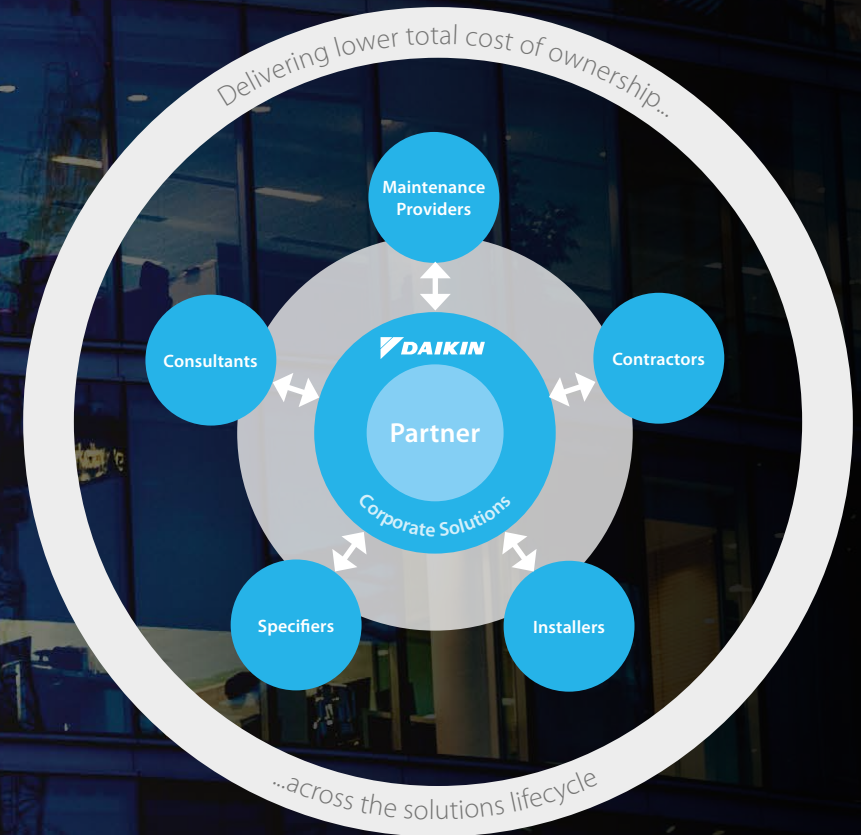 Delivering lower total cost of ownership...
Maintenance
Providers
Consultants
DAIKIN
Contractors
Partner
Corporate Solutions
Specifiers
Installers
...across the solutions lifecycle